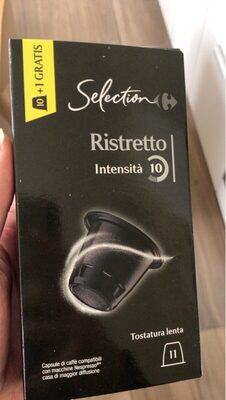 10 +1 GRATIS
Selection
Ristretto
Intensità 10
Tostatura lenta
Capsule di caffè compatibili
con macchine Nespresso
casa di maggior diffusione
11